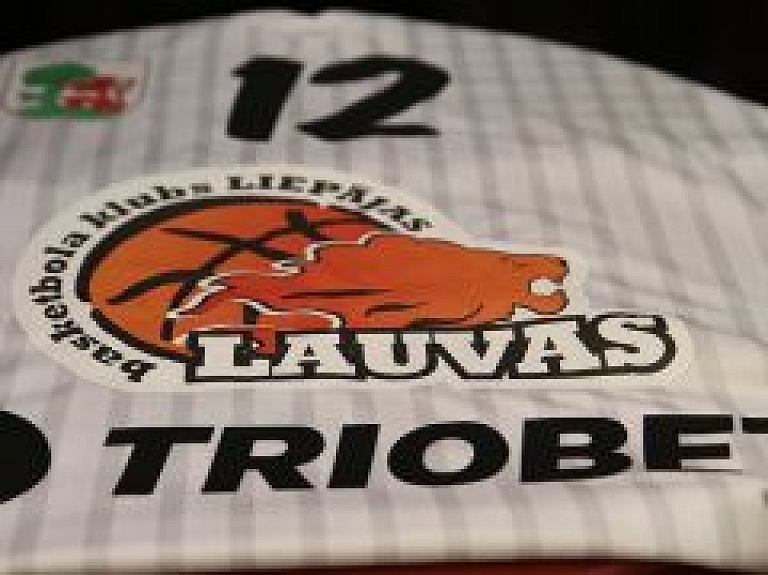 12
basketbola klubs LIEPĀJAS
LAUVAS
TRIOBET